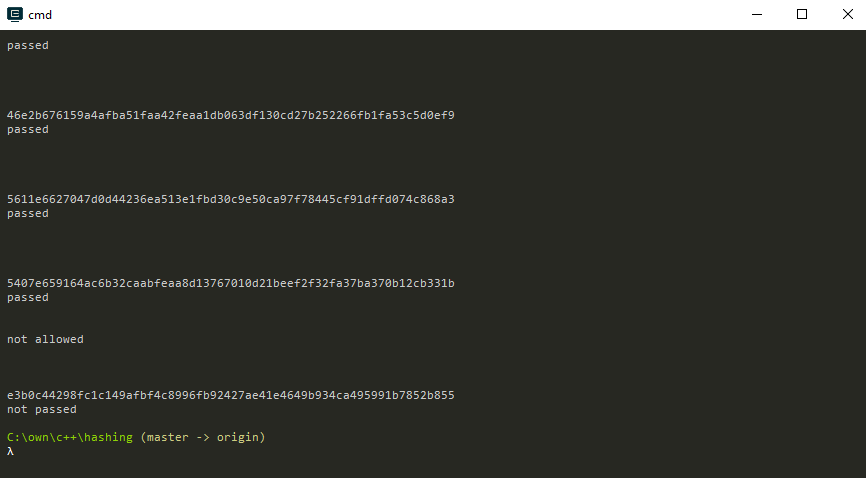 cmd
passed
46e2b676159a4afba51faa42feaa1db063df130cd27b252266fb1fa53c5d0ef9
passed
5611e6627047d0d44236ea513e1fbd30c9e50ca97f78445cf91dffd074c868a3
passed
5407e659164ac6b32caabfeaa8d13767010d21beef2f32fa37ba370b12cb331b
passed
not allowed
e3b0c44298fc1c149afbf4c8996fb92427ae41e4649b934ca495991b7852b855
not passed
C:\own\c++\hashing (master -> origin)
λ